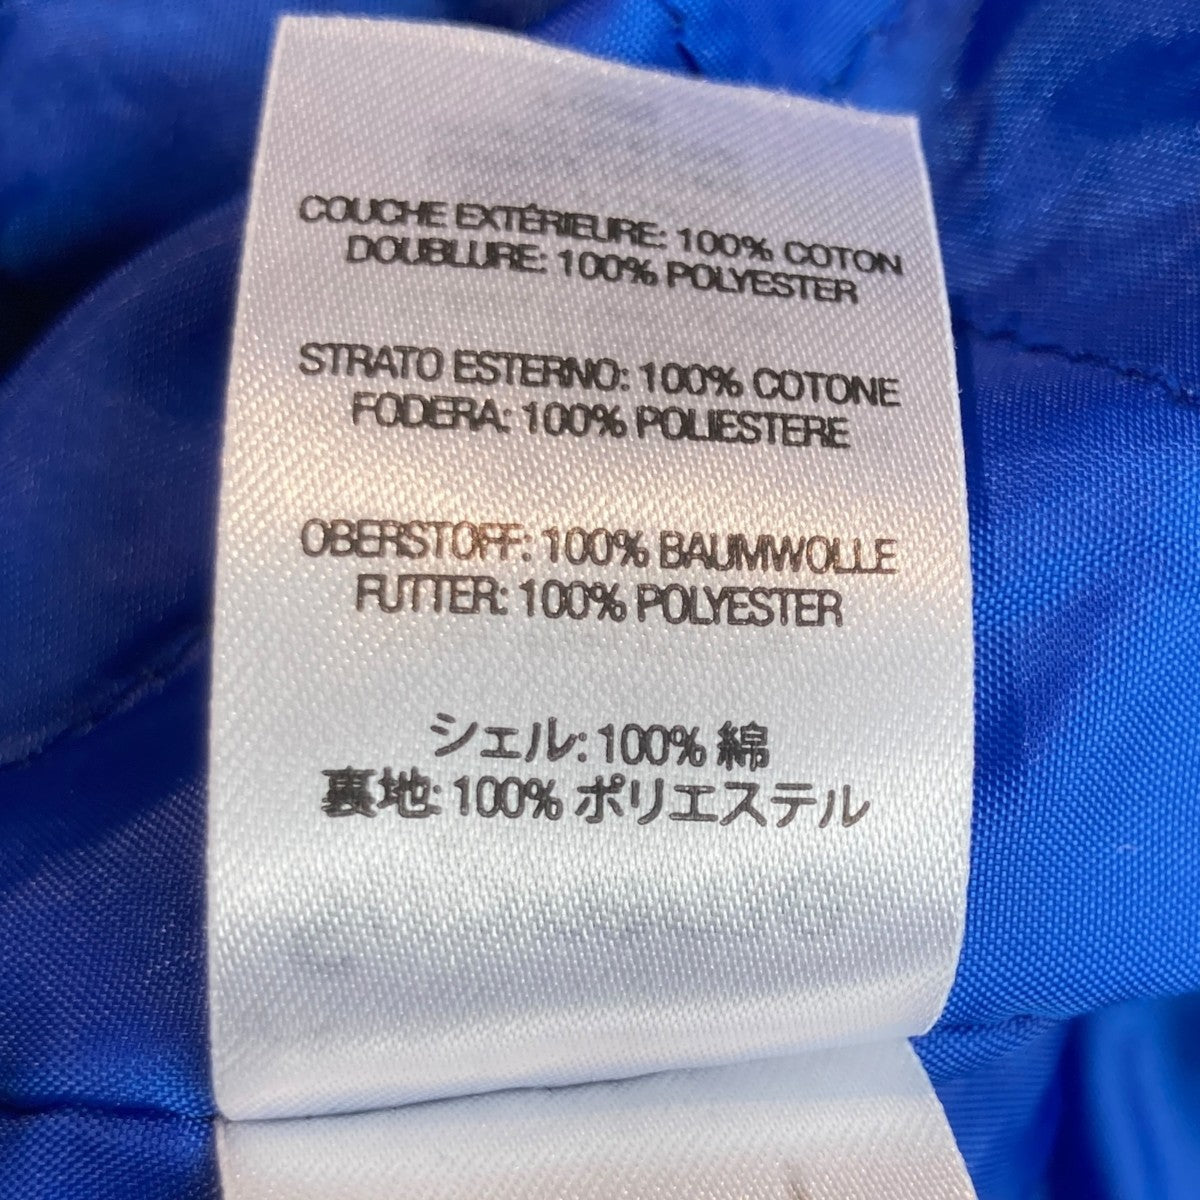 COUCHE EXTÉRIEURE: 100% COTON
DOUBLURE: 100% POLYESTER
STRATO ESTERNO: 100% COTONE
FODERA: 100% POLIESTERE
OBERSTOFF: 100% BAUMWOLLE
FUTTER: 100% POLYESTER
シェル: 100% 綿
裏地: 100% ポリエステル